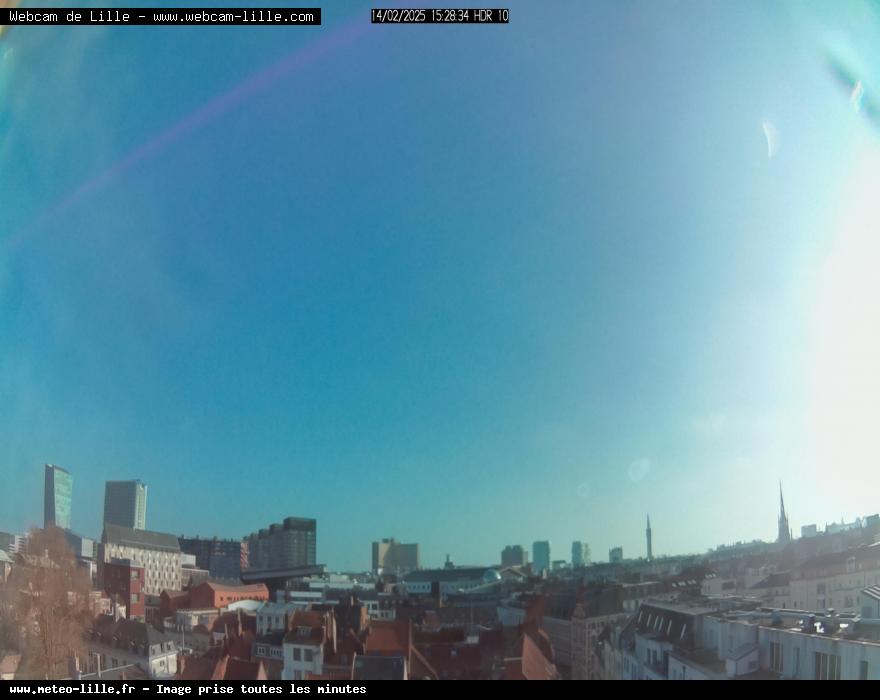 Webcam de Lille - www.webcam-lille.com
14/02/2025 15:28:34 HDR 10
www.meteo-lille.fr - Image prise toutes les minutes